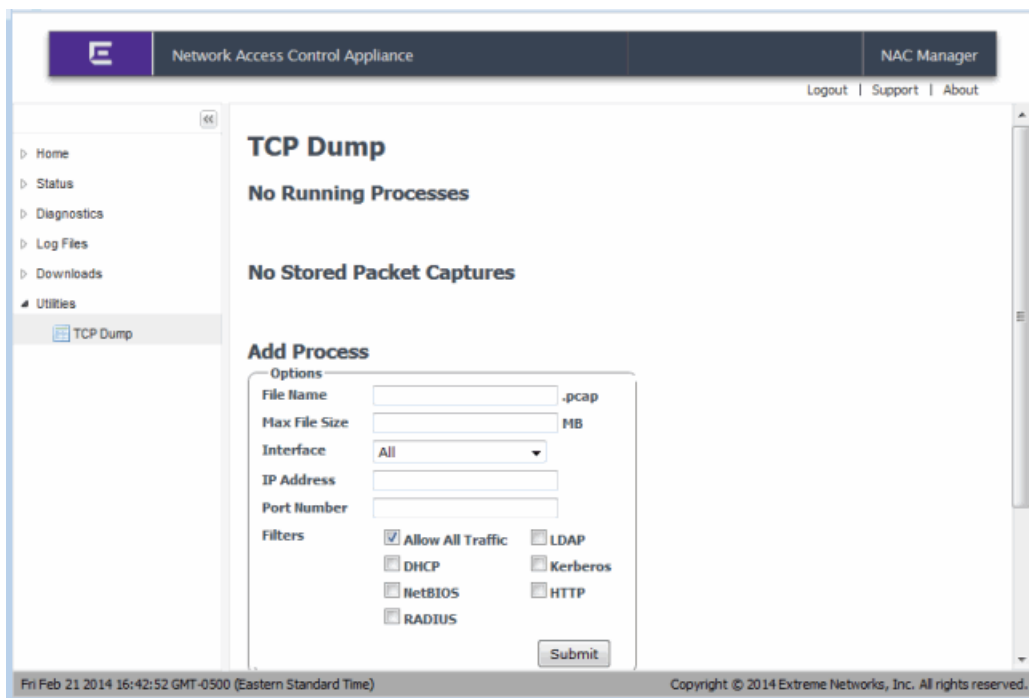 Network Access Control Appliance
NAC Manager
Logout | Support | About
Home
Status
Diagnostics
Log Files
Downloads
Utilities
TCP Dump
TCP Dump
No Running Processes
No Stored Packet Captures
Add Process
Options
File Name .pcap
Max File Size MB
Interface All
IP Address
Port Number
Filters
Allow All Traffic LDAP
DHCP Kerberos
NetBIOS HTTP
RADIUS
Submit
Fri Feb 21 2014 16:42:52 GMT-0500 (Eastern Standard Time)
Copyright © 2014 Extreme Networks, Inc. All rights reserved.